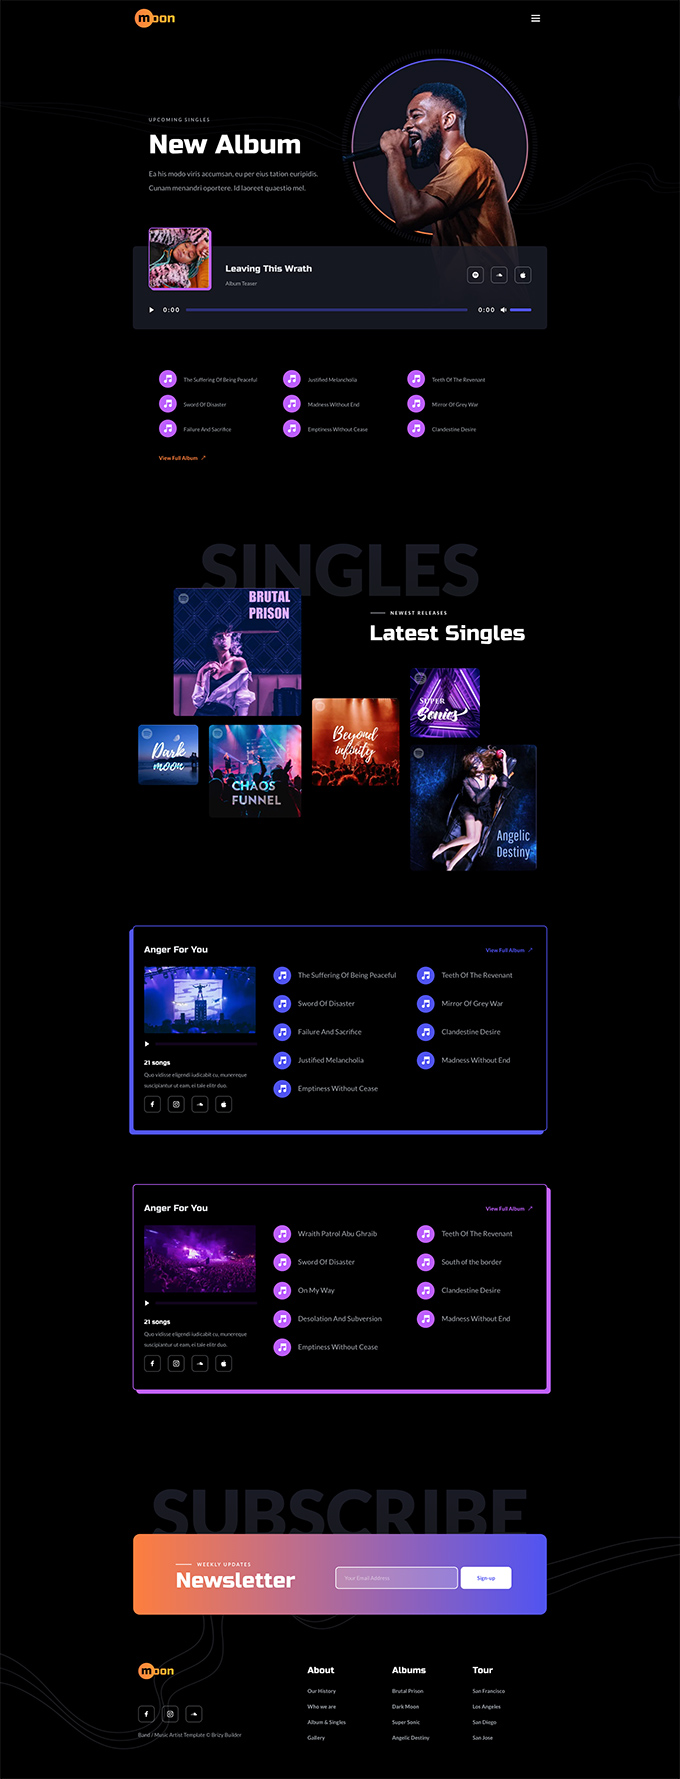 moon
UPCOMING SINGLES
New Album
Ea his modo viris accumsan, eu per eius tation euripidis.
Cunam menandri oportere. Id laoreet quaestio mel.
Leaving This Wrath
Album Teaser
0:00
0:00
The Suffering Of Being Peaceful
Justified Melancholia
Teeth Of The Revenant
Sword Of Disaster
Madness Without End
Mirror Of Grey War
Failure And Sacrifice
Emptiness Without Cease
Clandestine Desire
View Full Album
SINGLES
BRUTAL
PRISON
NEWEST RELEASES
Latest Singles
Super
Sonics
Dark
moon
CHAOS
FUNNEL
Beyond
infinity
Angelic
Destiny
Anger For You
View Full Album
The Suffering Of Being Peaceful
Teeth Of The Revenant
Sword Of Disaster
Mirror Of Grey War
Failure And Sacrifice
Clandestine Desire
Justified Melancholia
Madness Without End
Emptiness Without Cease
21 songs
Quo vidisse eligendi iudicabit cu, munereque
suscipiantur ut eam, ei tale elitr duo.
Anger For You
View Full Album
Wraith Patrol Abu Ghraib
Teeth Of The Revenant
Sword Of Disaster
South of the border
On My Way
Clandestine Desire
Desolation And Subversion
Madness Without End
Emptiness Without Cease
21 songs
Quo vidisse eligendi iudicabit cu, munereque
suscipiantur ut eam, ei tale elitr duo.
SUBSCRIBE
WEEKLY UPDATES
Newsletter
Your Email Address
Sign-up
moon
Band / Music Artist Template © Brizy Builder
About
Our History
Who we are
Album & Singles
Gallery
Albums
Brutal Prison
Dark Moon
Super Sonic
Angelic Destiny
Tour
San Francisco
Los Angeles
San Diego
San Jose